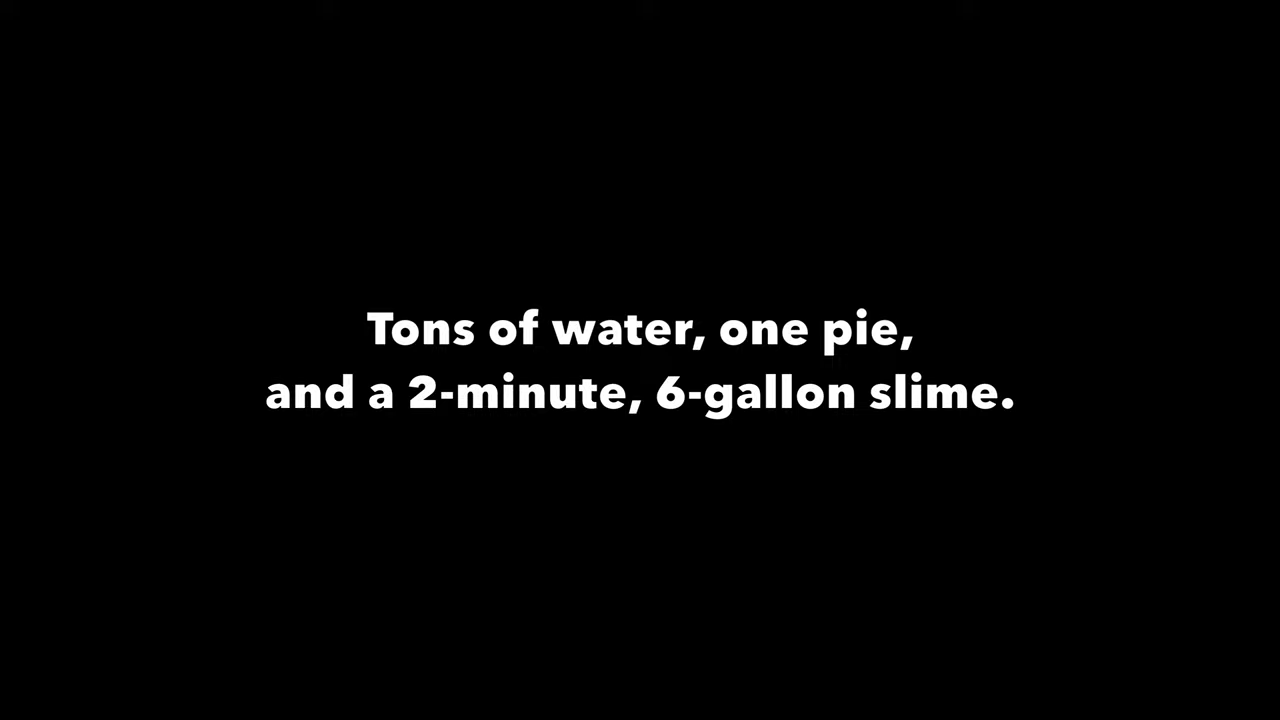 Tons of water, one pie,
and a 2-minute, 6-gallon slime.